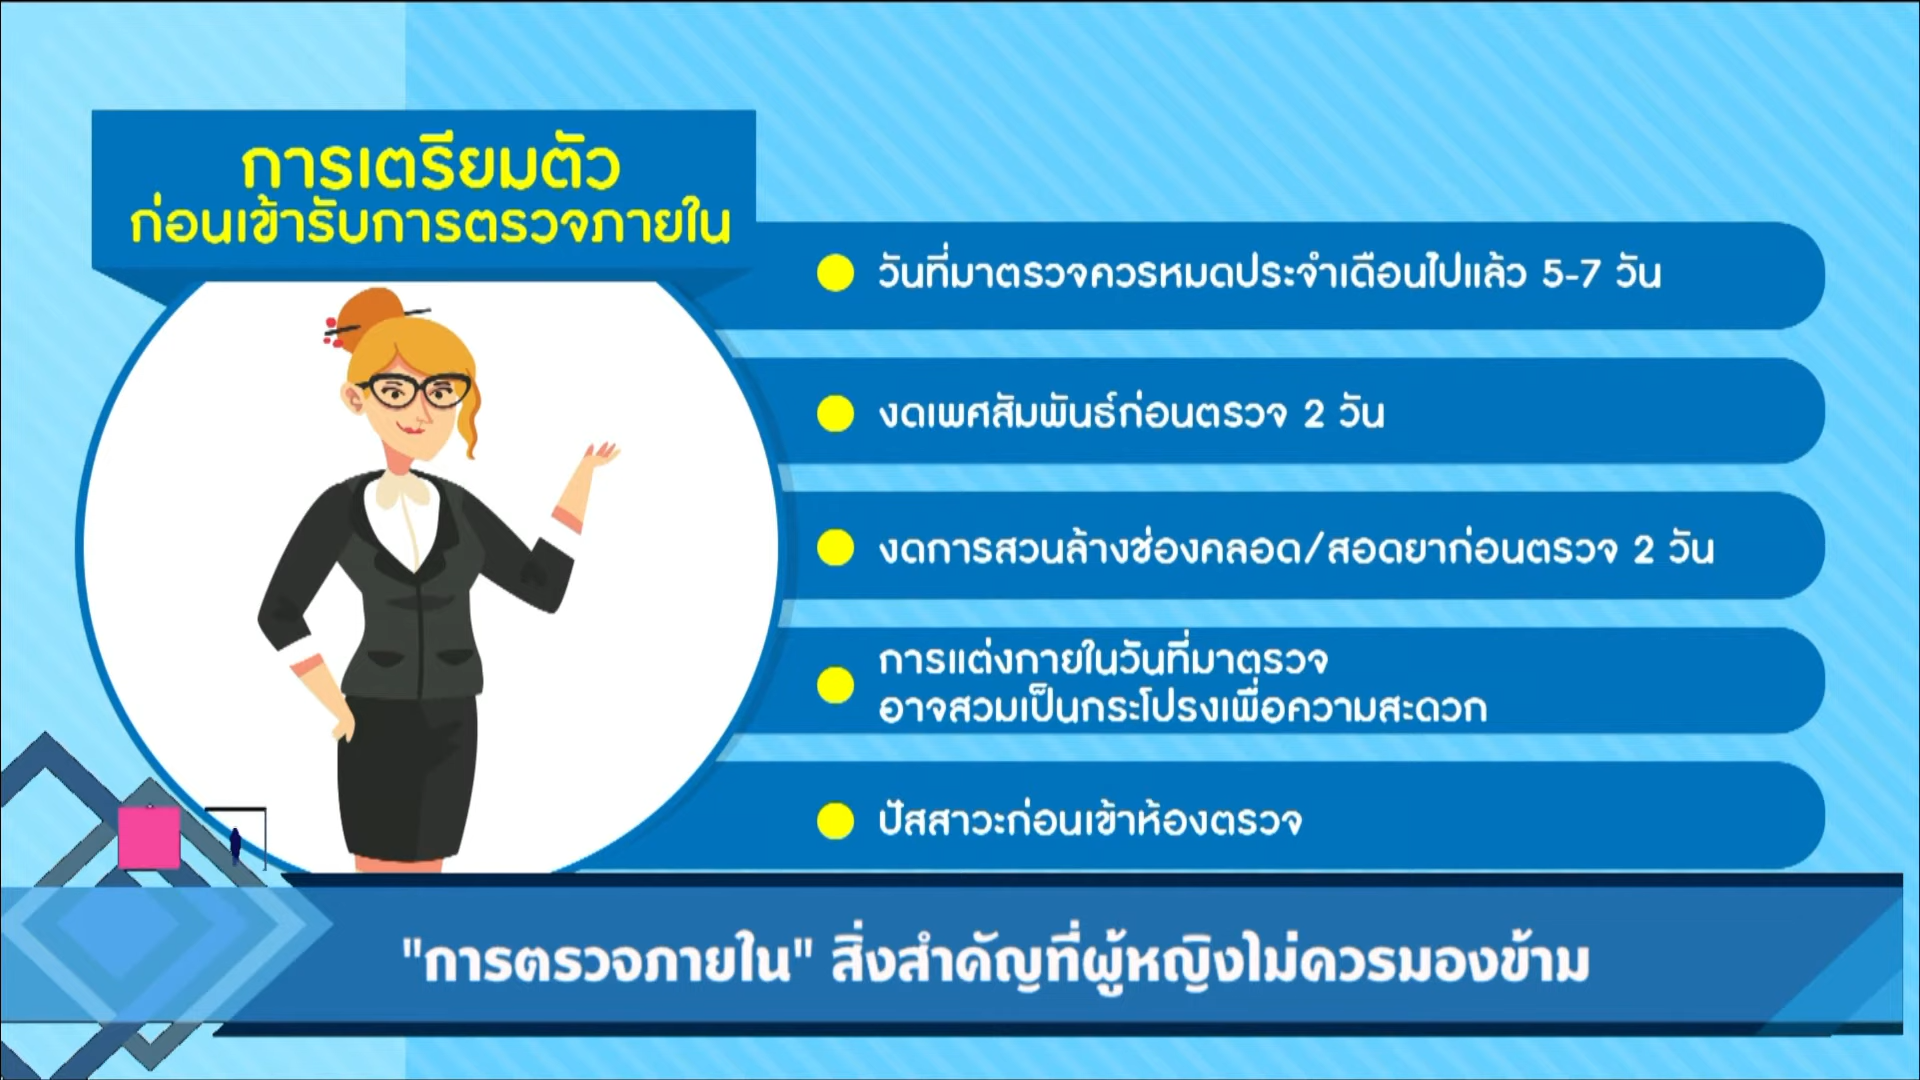 การเตรียมตัว
ก่อนเข้ารับการตรวจภายใน
วันที่มาตรวจควรหมดประจำเดือนไปแล้ว 5-7 วัน
งดเพศสัมพันธ์ก่อนตรวจ 2 วัน
งดการสวนล้างช่องคลอด/สอดยาก่อนตรวจ 2 วัน
การแต่งกายในวันที่มาตรวจ
อาจสวมเป็นกระโปรงเพื่อความสะดวก
ปัสสาวะก่อนเข้าห้องตรวจ
"การตรวจภายใน" สิ่งสำคัญที่ผู้หญิงไม่ควรมองข้าม